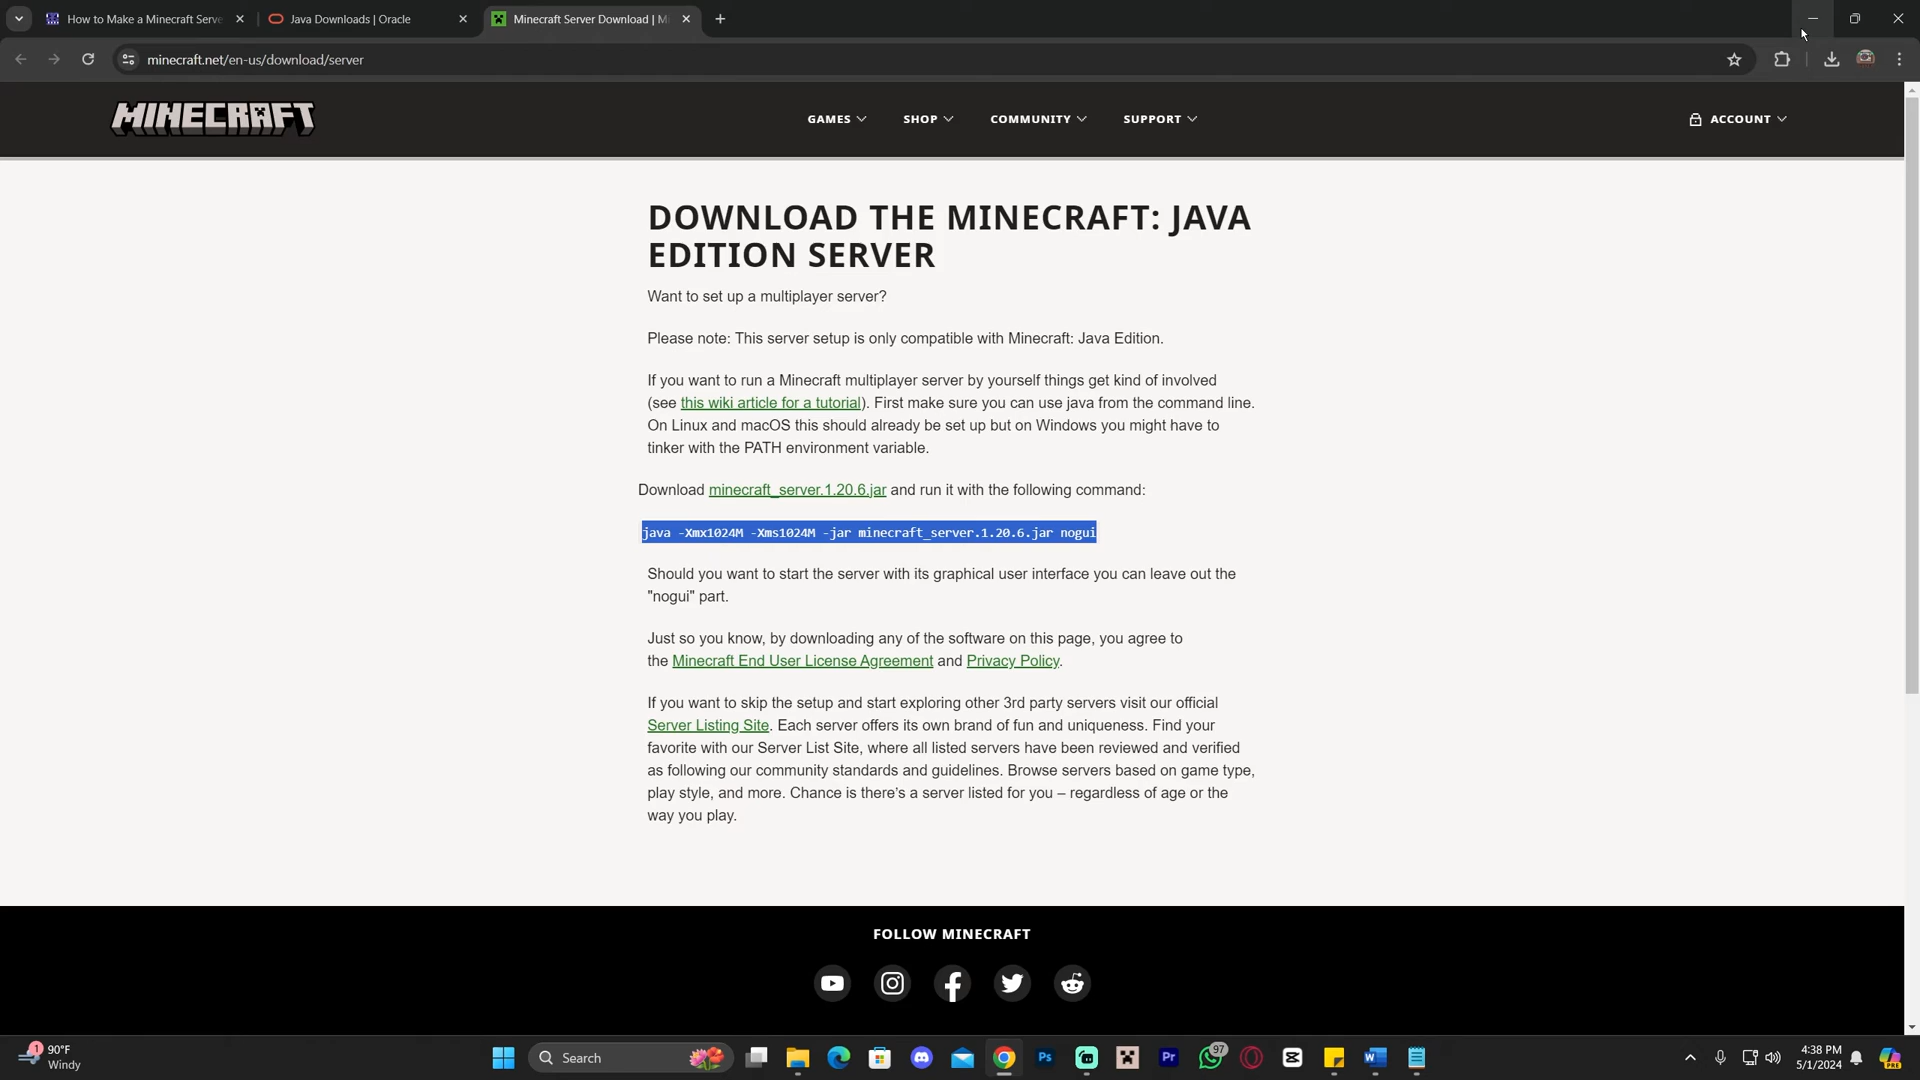 How to Make a Minecraft Serve
Java Downloads | Oracle
Minecraft Server Download | M
minecraft.net/en-us/download/server
MINECRAFT
GAMES
SHOP
COMMUNITY
SUPPORT
ACCOUNT
DOWNLOAD THE MINECRAFT: JAVA
EDITION SERVER
Want to set up a multiplayer server?
Please note: This server setup is only compatible with Minecraft: Java Edition.
If you want to run a Minecraft multiplayer server by yourself things get kind of involved
(see this wiki article for a tutorial). First make sure you can use java from the command line.
On Linux and macOS this should already be set up but on Windows you might have to
tinker with the PATH environment variable.
Download minecraft_server.1.20.6.jar and run it with the following command:
java -Xmx1024M -Xms1024M -jar minecraft_server.1.20.6.jar nogui
Should you want to start the server with its graphical user interface you can leave out the
"nogui" part.
Just so you know, by downloading any of the software on this page, you agree to
the Minecraft End User License Agreement and Privacy Policy.
If you want to skip the setup and start exploring other 3rd party servers visit our official
Server Listing Site. Each server offers its own brand of fun and uniqueness. Find your
favorite with our Server List Site, where all listed servers have been reviewed and verified
as following our community standards and guidelines. Browse servers based on game type,
play style, and more. Chance is there's a server listed for you – regardless of age or the
way you play.
FOLLOW MINECRAFT
1
90°F
Windy
Search
Ps
Pr
97
W
4:38 PM
5/1/2024
PRE